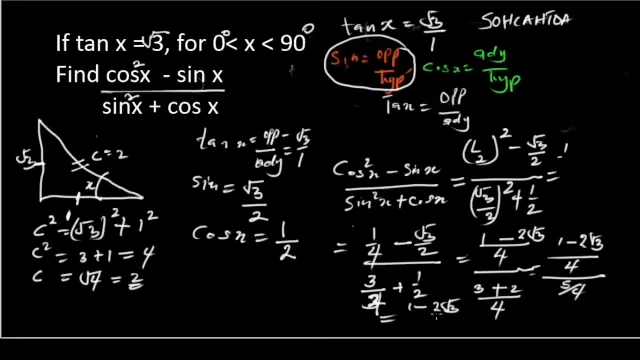 If tan x = √3, for 0° < x < 90°
Find cos²x - sin x
sin²x + cos x
tan x = √3/1
SOHCAHTOA
sin = opp/hyp
cos x = adj/hyp
Tan x = opp/adj
√3
c = 2
x
1
c² = (√3)² + 1²
c² = 3 + 1 = 4
c = √4 = 2
tan x = opp/adj = √3/1
sin = √3/2
cos x = 1/2
cos²x - sin x / sin²x + cos x = (1/2)² - √3/2 / (√3/2)² + 1/2 =
= 1/4 - √3/2 / 3/4 + 1/2 = 1 - 2√3/4 / 3 + 2/4 = 1 - 2√3/4 / 5/4
= 1 - 2√3